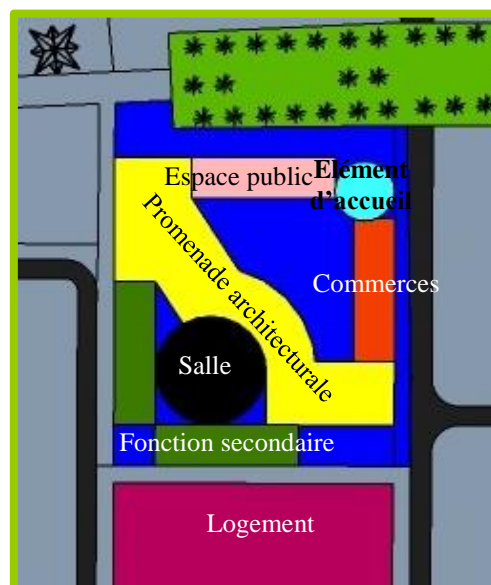 Espace public
Elément
d'accueil
Promenade architecturale
Commerces
Salle
Fonction secondaire
Logement